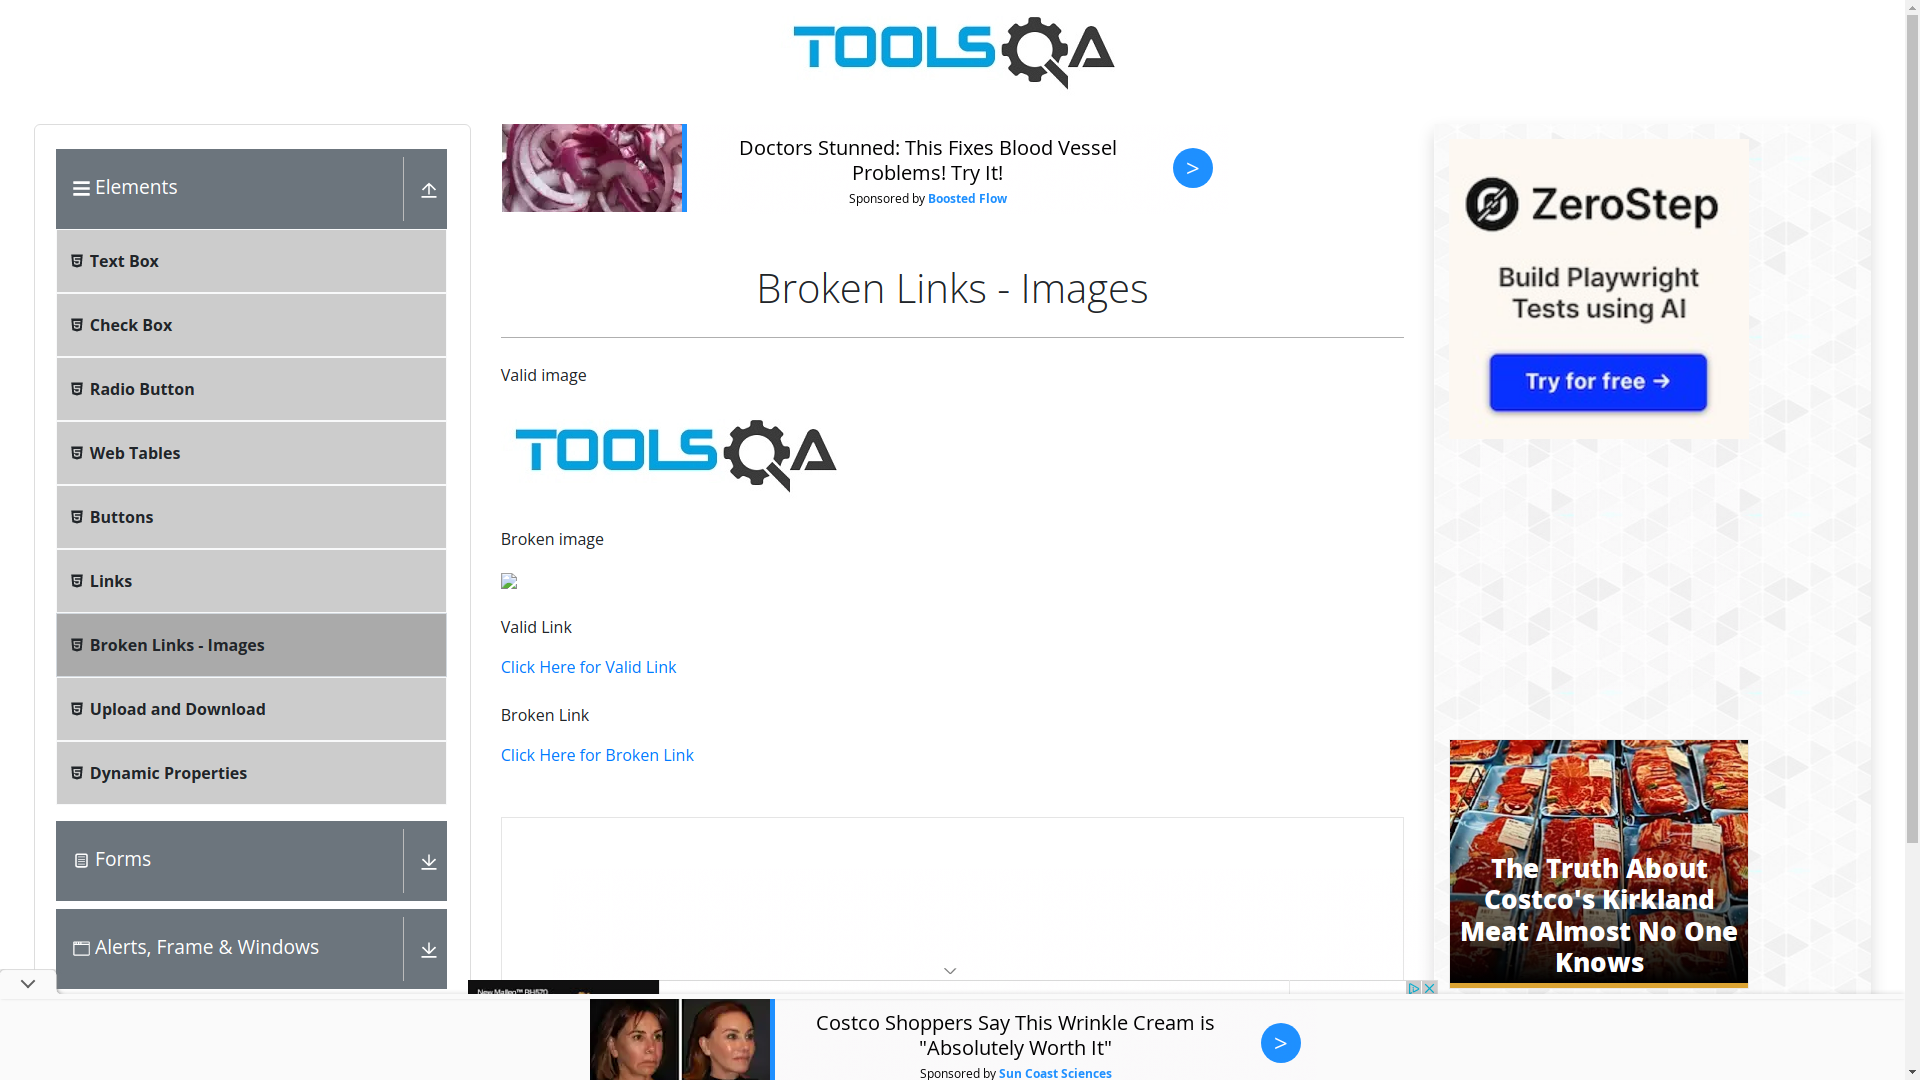 TOOLSQA
Elements
Text Box
Check Box
Radio Button
Web Tables
Buttons
Links
Broken Links - Images
Upload and Download
Dynamic Properties
Forms
Alerts, Frame & Windows
Doctors Stunned: This Fixes Blood Vessel
Problems! Try It!
Sponsored by Boosted Flow
>
Broken Links - Images
Valid image
TOOLSQA
Broken image
Valid Link
Click Here for Valid Link
Broken Link
Click Here for Broken Link
ZeroStep
Build Playwright
Tests using AI
Try for free →
The Truth About
Costco's Kirkland
Meat Almost No One
Knows
Costco Shoppers Say This Wrinkle Cream is
"Absolutely Worth It"
Sponsored by Sun Coast Sciences
>